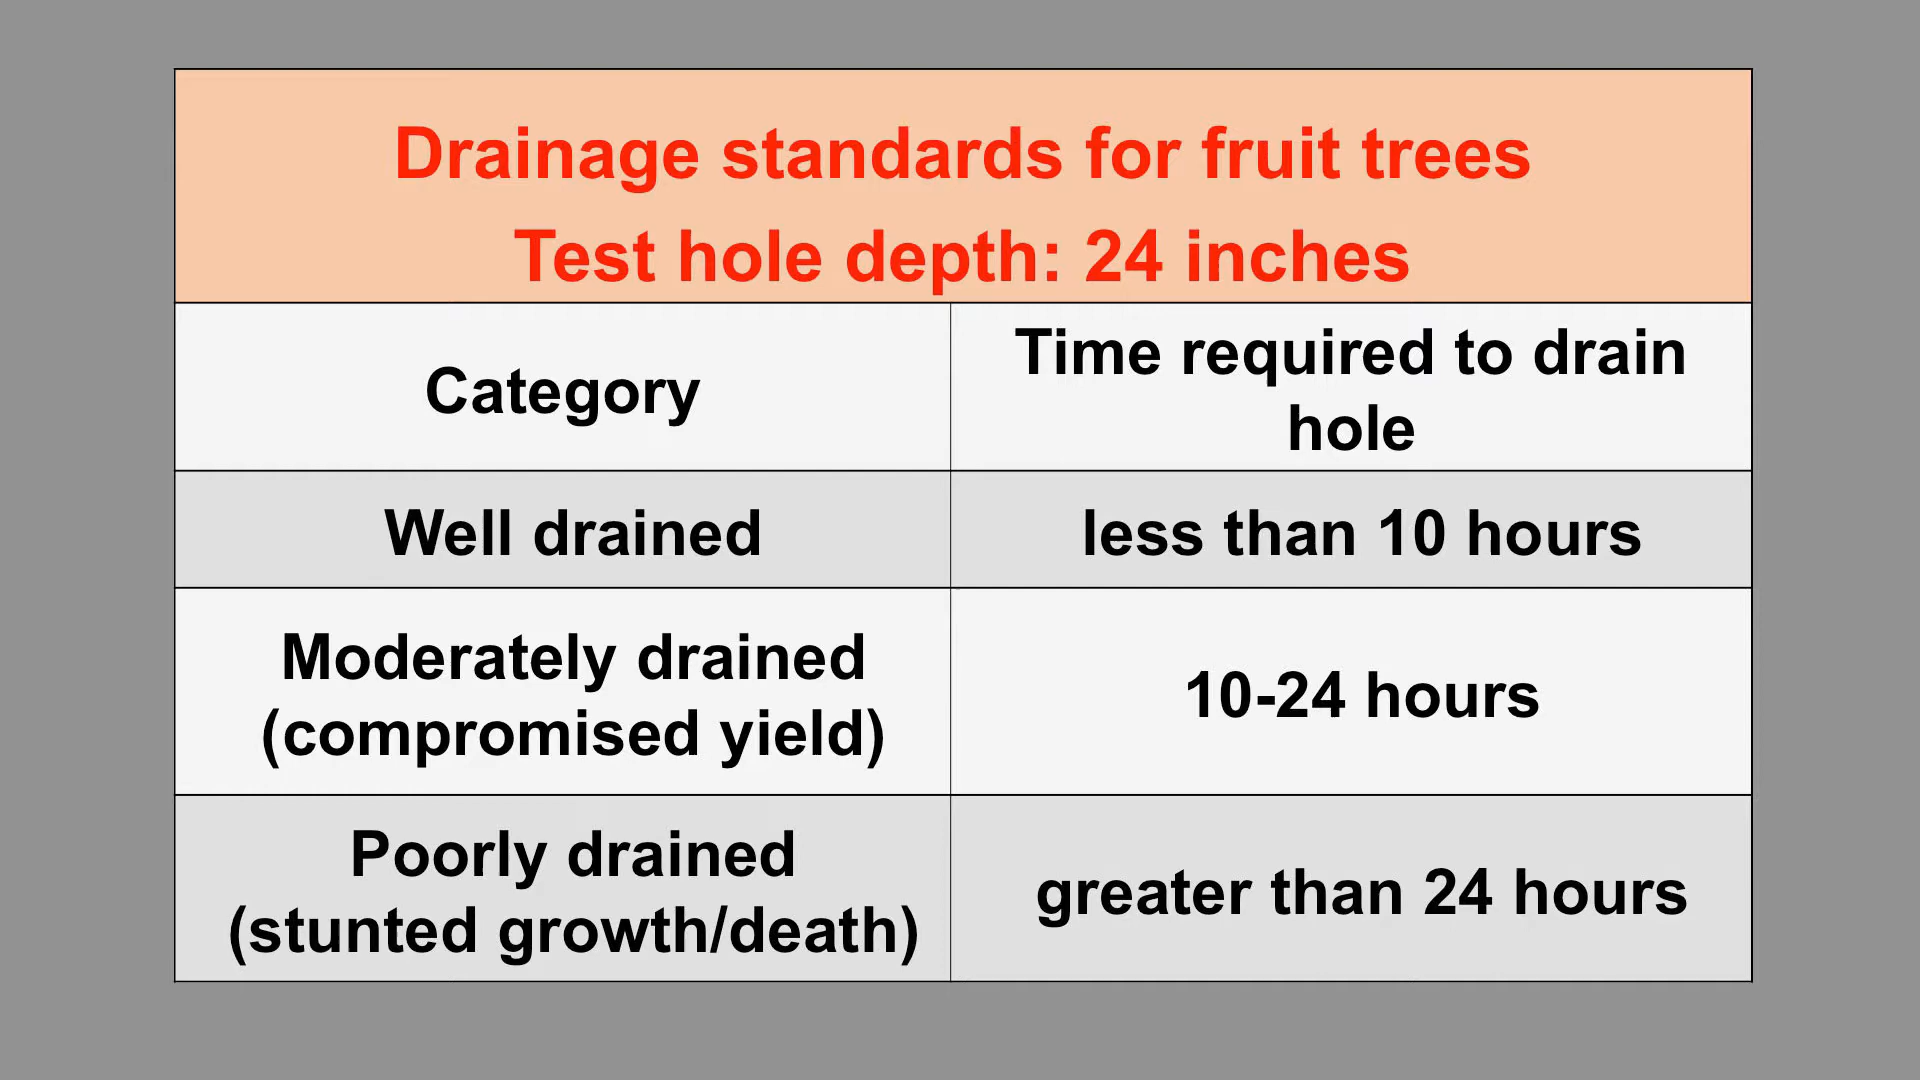 Drainage standards for fruit trees
Test hole depth: 24 inches
Category
Time required to drain
hole
Well drained
less than 10 hours
Moderately drained
(compromised yield)
10-24 hours
Poorly drained
(stunted growth/death)
greater than 24 hours